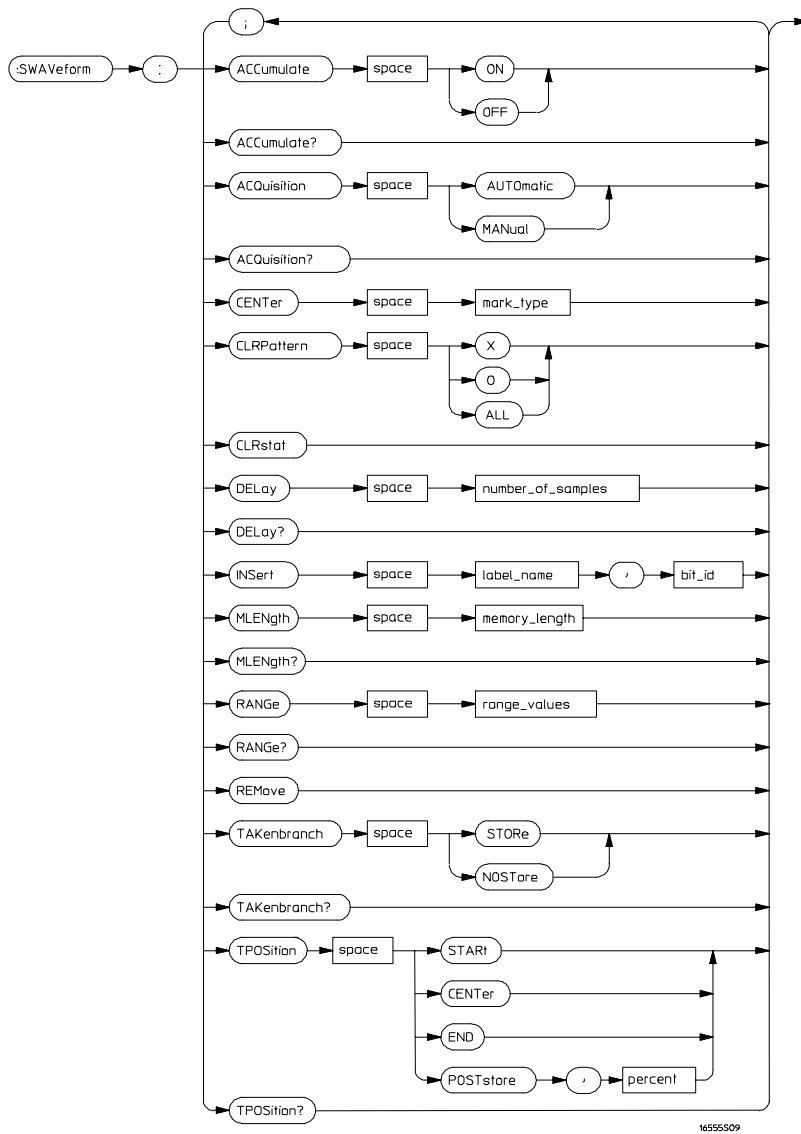 ;
:SWAVeform : ACCumulate space ON
OFF
ACCumulate?
ACQuisition space AUTOmatic
MANual
ACQuisition?
CENTer space mark_type
CLRPattern space X
O
ALL
CLRstat
DELay space number_of_samples
DELay?
INSert space label_name , bit_id
MLENgth space memory_length
MLENgth?
RANGe space range_values
RANGe?
REMove
TAKenbranch space STORe
NOSTore
TAKenbranch?
TPOSition space STARt
CENTer
END
POSTstore , percent
TPOSition?
16555S09